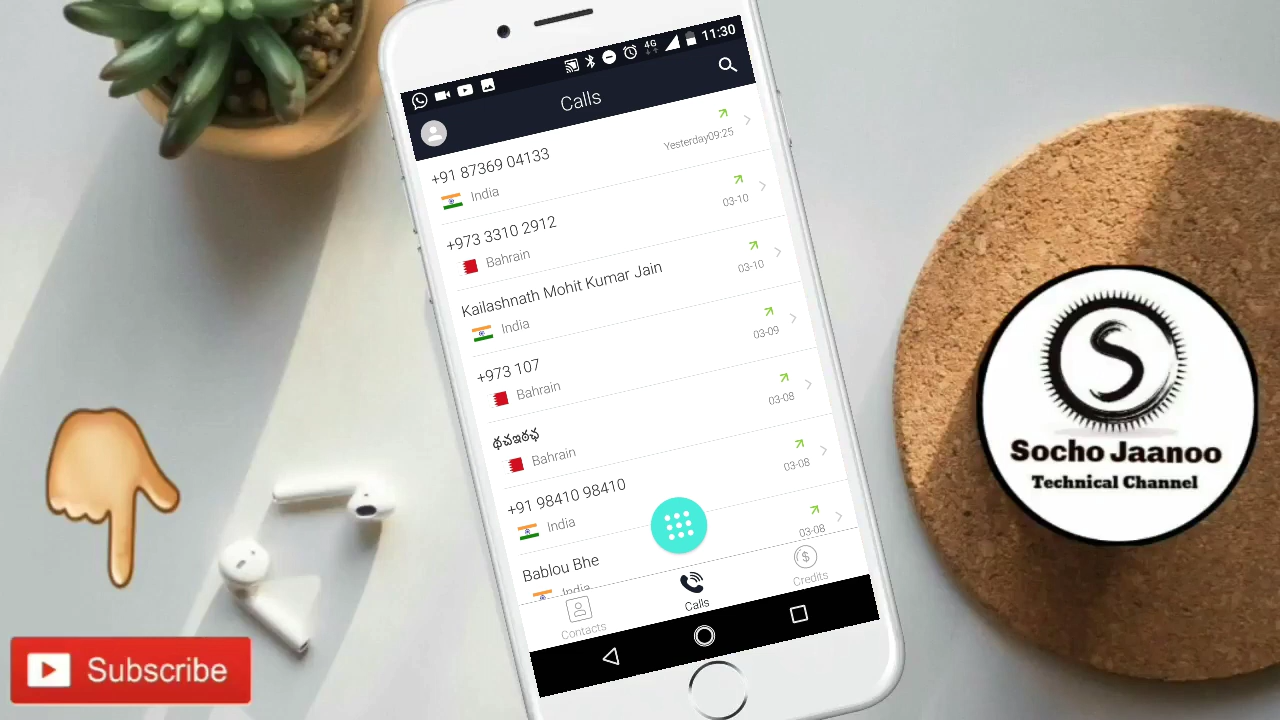 4G 11:30
Calls
+91 87369 04133
Yesterday09:25
India
+973 3310 2912
03-10
Bahrain
Kailashnath Mohit Kumar Jain
03-10
India
+973 107
03-09
Bahrain
03-08
Bahrain
+91 98410 98410
03-08
India
Bablou Bhe
03-08
India
Contacts
Calls
Credits
Socho Jaanoo
Technical Channel
Subscribe